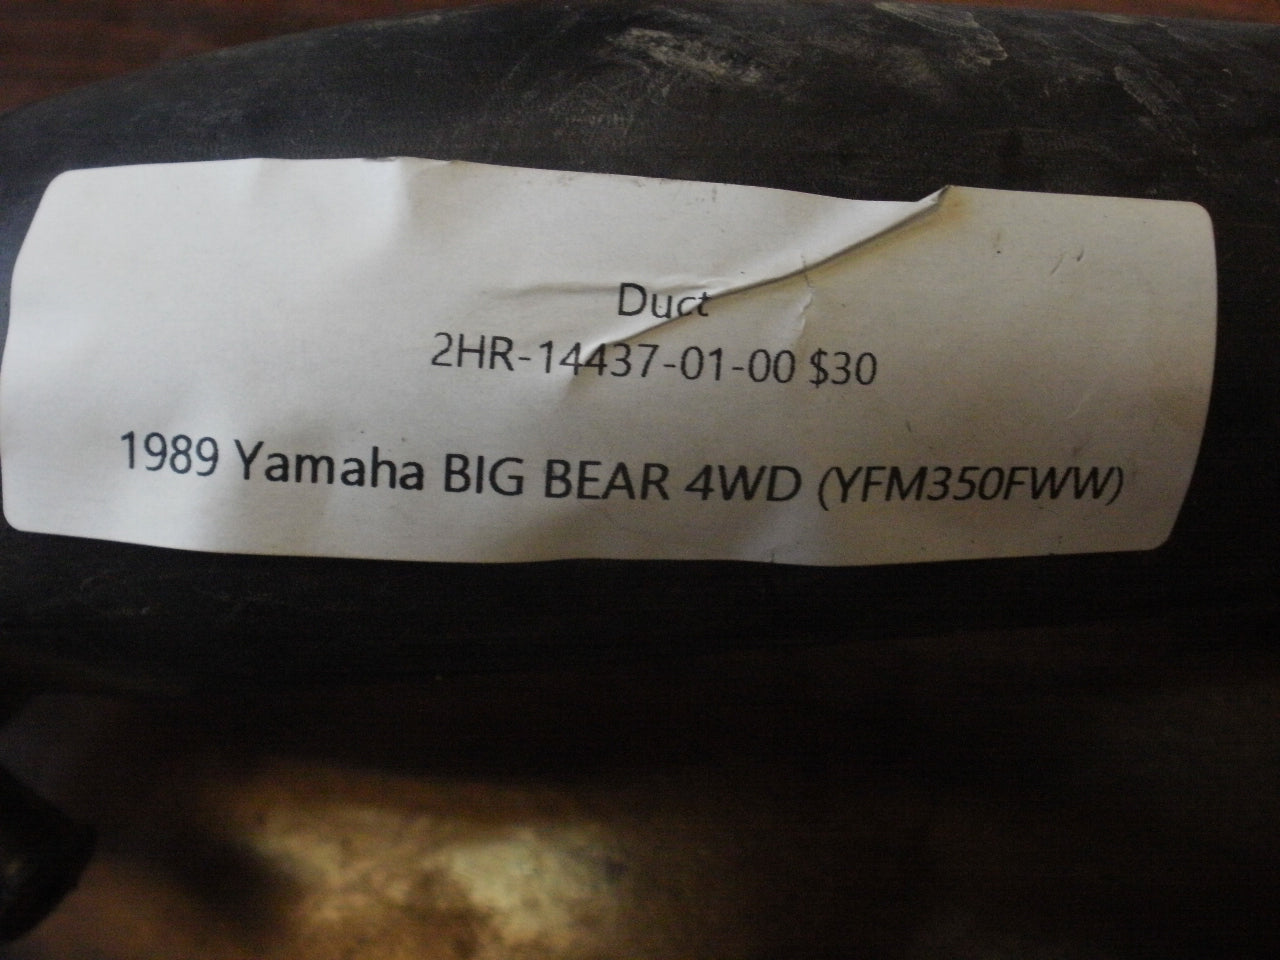 Duct
2HR-14437-01-00 $30
1989 Yamaha BIG BEAR 4WD (YFM350FWW)